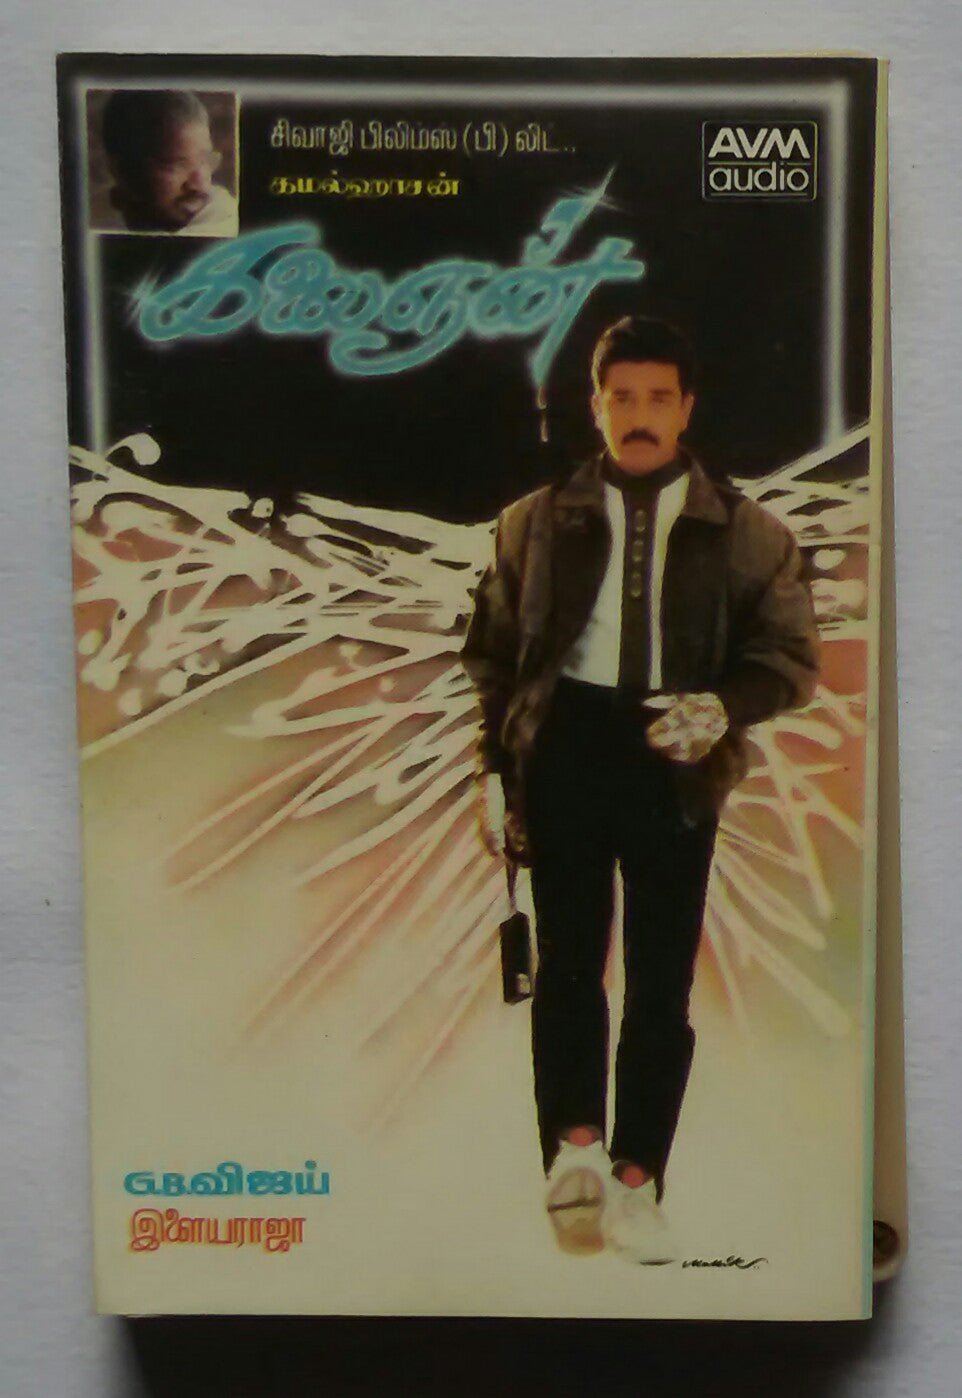 சிவாஜி பிலிம்ஸ் (பி) லிட்..
கமல்ஹாசன்
AVM
audio
கலைஞன்
G.B.விஜய்
இளையராஜா